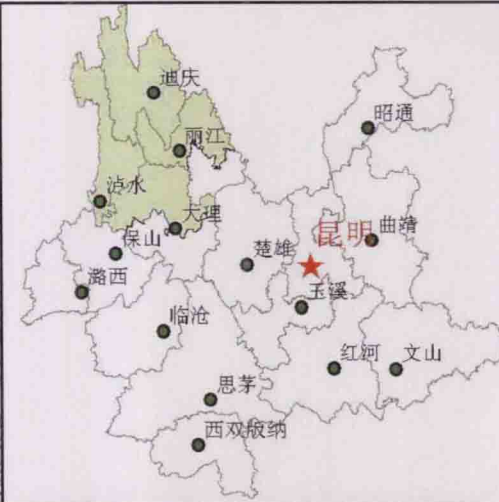 迪庆
昭通
丽江
泸水
大理
昆明
曲靖
保山
楚雄
潞西
玉溪
临沧
红河
文山
思茅
西双版纳